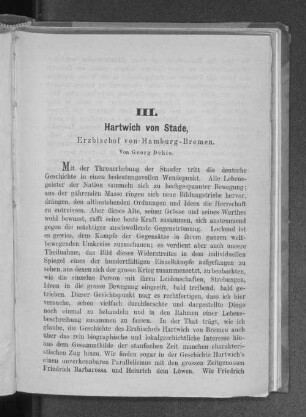 III.
Hartwich von Stade,
Erzbischof von Hamburg-Bremen.
Von Georg Dehio.
Mit der Thronerhebung der Staufer tritt die deutsche
Geschichte in einen bedeutungsvollen Wendepunkt. Alle Lebens-
geister der Nation sammeln sich zu hochgespannter Bewegung;
aus der gährenden Masse ringen sich neue Bildungstriebe hervor,
drängen, den altbestehenden Ordnungen und Ideen die Herrschaft
zu entreissen. Aber dieses Alte, seiner Grösse und seines Werthes
wohl bewusst, rafft seine beste Kraft zusammen, sich zu behaupten
gegen die mächtiger anschwellende Gegenströmung. Lockend ist
es gewiss, dem Kampfe der Gegensätze in ihrem ganzen welt-
bewegenden Umkreise zuzuschauen; es verdient aber auch unsere
Theilnahme, das Bild dieses Widerstreites in dem individuellen
Spiegel der hundertfältigen Einzelkämpfe aufgefangen zu
sehen, aus denen sich der grosse Krieg zusammensetzt, zu beobachten,
wie die einzelne Person mit ihren Leidenschaften, Strebungen,
Ideen in die grosse Bewegung eingreift, bald treibend, bald ge-
trieben. Dieser Gesichtspunkt mag es rechtfertigen, dass ich hier
versuche, schon vielfach durchforschte und dargestellte Dinge
noch einmal zu behandeln und in den Rahmen einer Lebens-
beschreibung zusammen zu fassen. In der That trägt, wie ich
glaube, die Geschichte des Erzbischofs Hartwich von Bremen auch
über das rein biographische und lokalgeschichtliche Interesse hin-
aus dem Gesammtbilde der staufischen Zeit manchen charakteri-
stischen Zug hinzu. Wir finden sogar in der Geschichte Hartwich's
einen unverkennbaren Parallelismus mit den grossen Zeitgenossen
Friedrich Barbarossa und Heinrich dem Löwen. Wie Friedrich